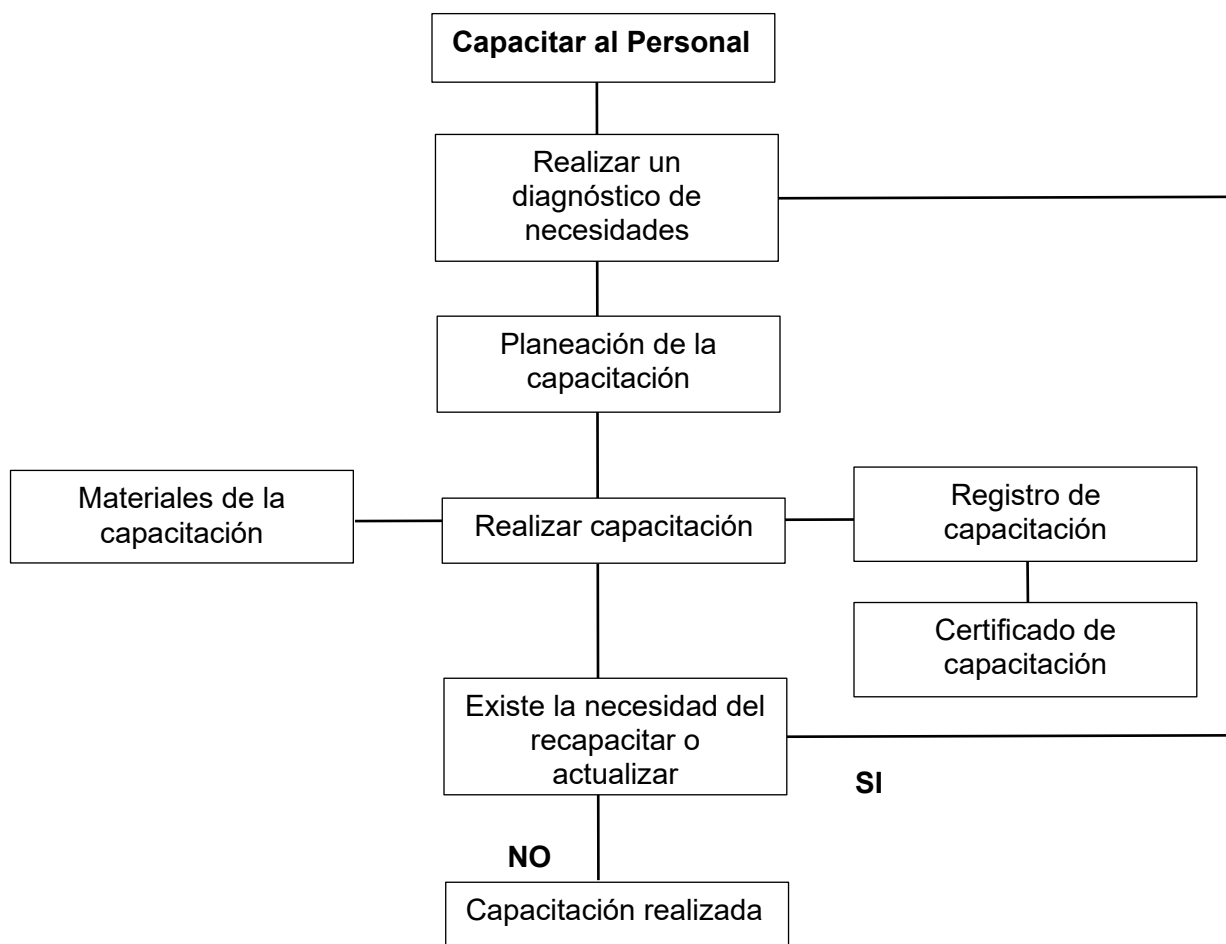 Capacitar al Personal
Realizar un
diagnóstico de
necesidades
Planeación de la
capacitación
Materiales de la
capacitación
Realizar capacitación
Registro de
capacitación
Certificado de
capacitación
Existe la necesidad del
recapacitar o
actualizar
SI
NO
Capacitación realizada